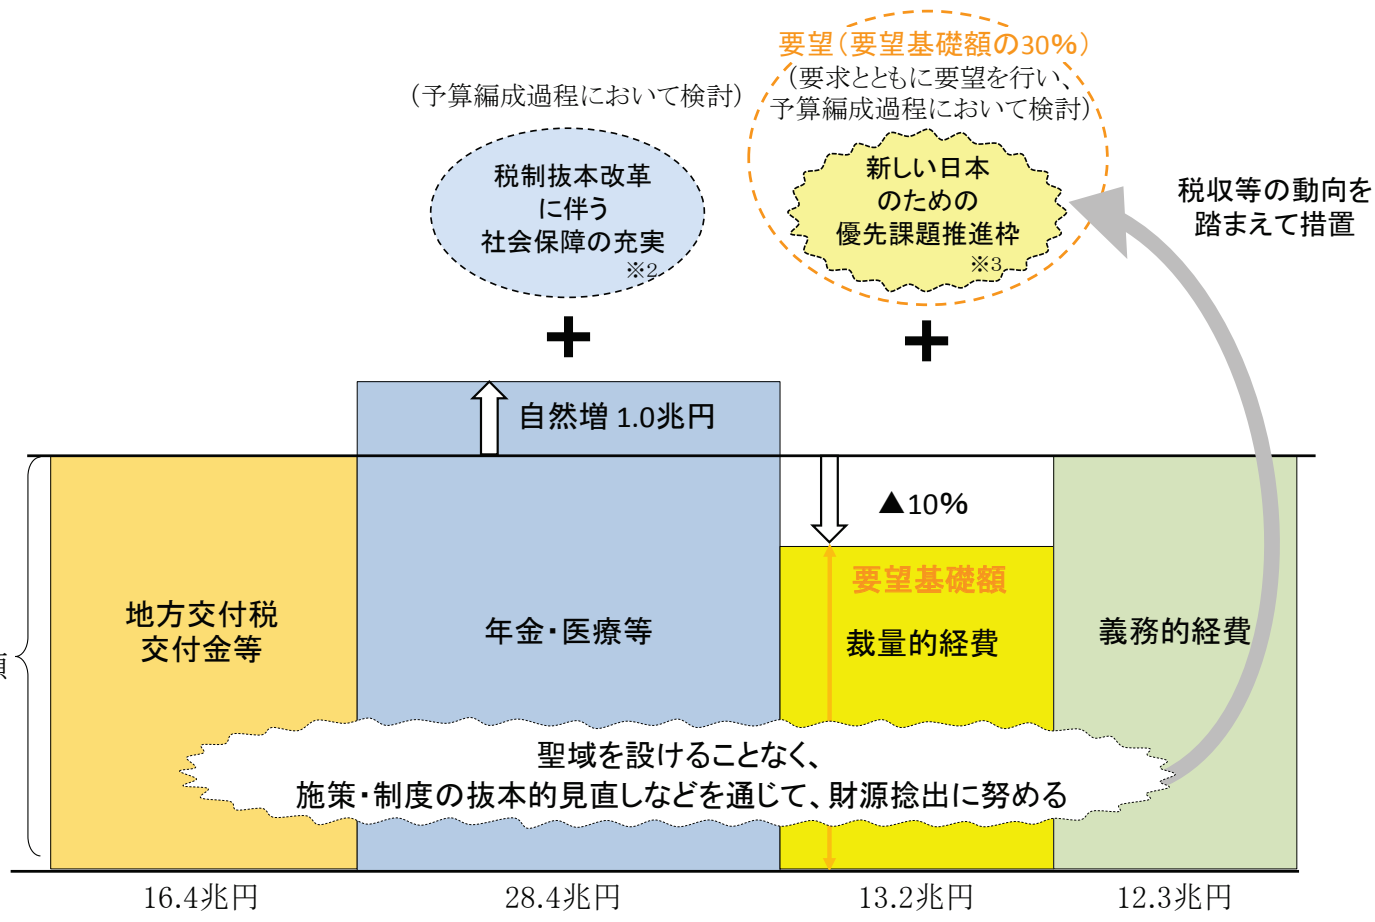 要望(要望基礎額の30%)
(要求とともに要望を行い、
予算編成過程において検討)
(予算編成過程において検討)
税制抜本改革
に伴う
社会保障の充実
※2
新しい日本
のための
優先課題推進枠
※3
税収等の動向を
踏まえて措置
+
+
自然増 1.0兆円
▲10%
要望基礎額
地方交付税
交付金等
年金・医療等
裁量的経費
義務的経費
聖域を設けることなく、
施策・制度の抜本的見直しなどを通じて、財源捻出に努める
16.4兆円
28.4兆円
13.2兆円
12.3兆円